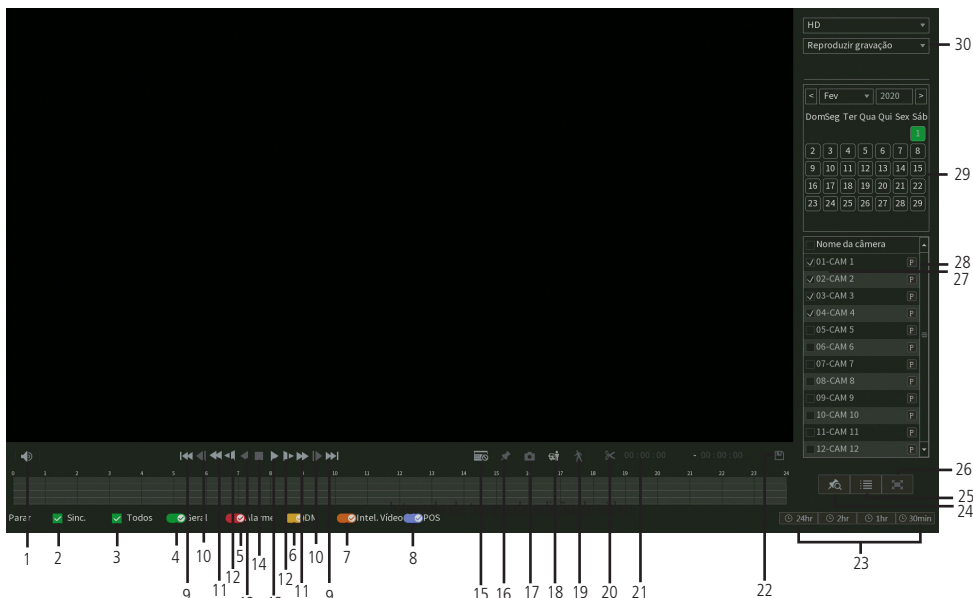 HD
Reproduzir gravação
30
< Fev 2020 >
Dom Seg Ter Qua Qui Sex Sáb
1
2 3 4 5 6 7 8
9 10 11 12 13 14 15
29
16 17 18 19 20 21 22
23 24 25 26 27 28 29
Nome da câmera
01-CAM 1 P
28
02-CAM 2 P
27
03-CAM 3 P
04-CAM 4 P
05-CAM 5 P
06-CAM 6 P
07-CAM 7 P
08-CAM 8 P
09-CAM 9 P
10-CAM 10 P
11-CAM 11 P
12-CAM 12 P
00:00:00 - 00:00:00
0 1 2 3 4 5 6 7 8 9 10 11 12 13 14 15 16 17 18 19 20 21 22 23 24
26
25
24
Parar Sinc. Todos Geral Alarme DM Intel. Vídeo POS
24hr 2hr 1hr 30min
1 2 3 4 10 5 6 10 7 8
23
9 11 12 14 12 11 9
15 16 17 18 19 20 21 22